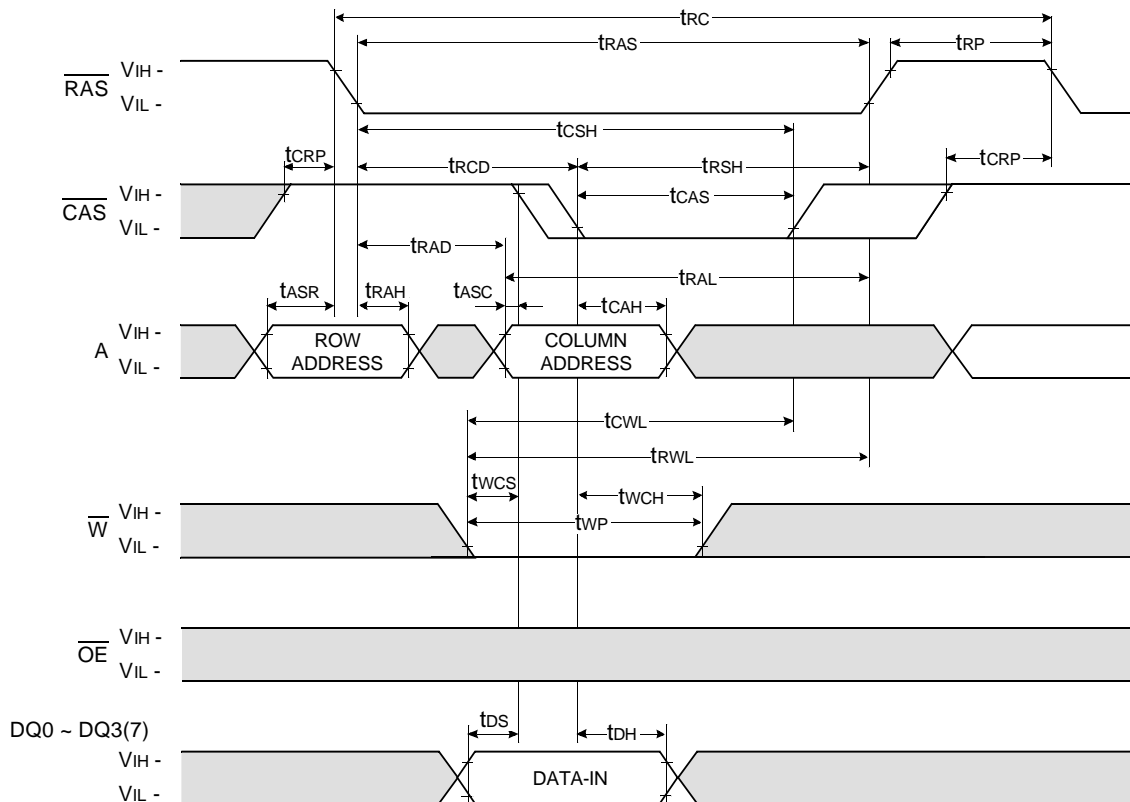 tRC
tRAS
tRP
RAS
VIH -
VIL -
tCSH
tCRP
tRCD
tRSH
tCRP
CAS
VIH -
VIL -
tCAS
tRAD
tRAL
tASR
tRAH
tASC
tCAH
A
VIH -
VIL -
ROW
ADDRESS
COLUMN
ADDRESS
tCWL
tRWL
tWCS
tWCH
W
VIH -
VIL -
tWP
OE
VIH -
VIL -
DQ0 ~ DQ3(7)
tDS
tDH
VIH -
VIL -
DATA-IN